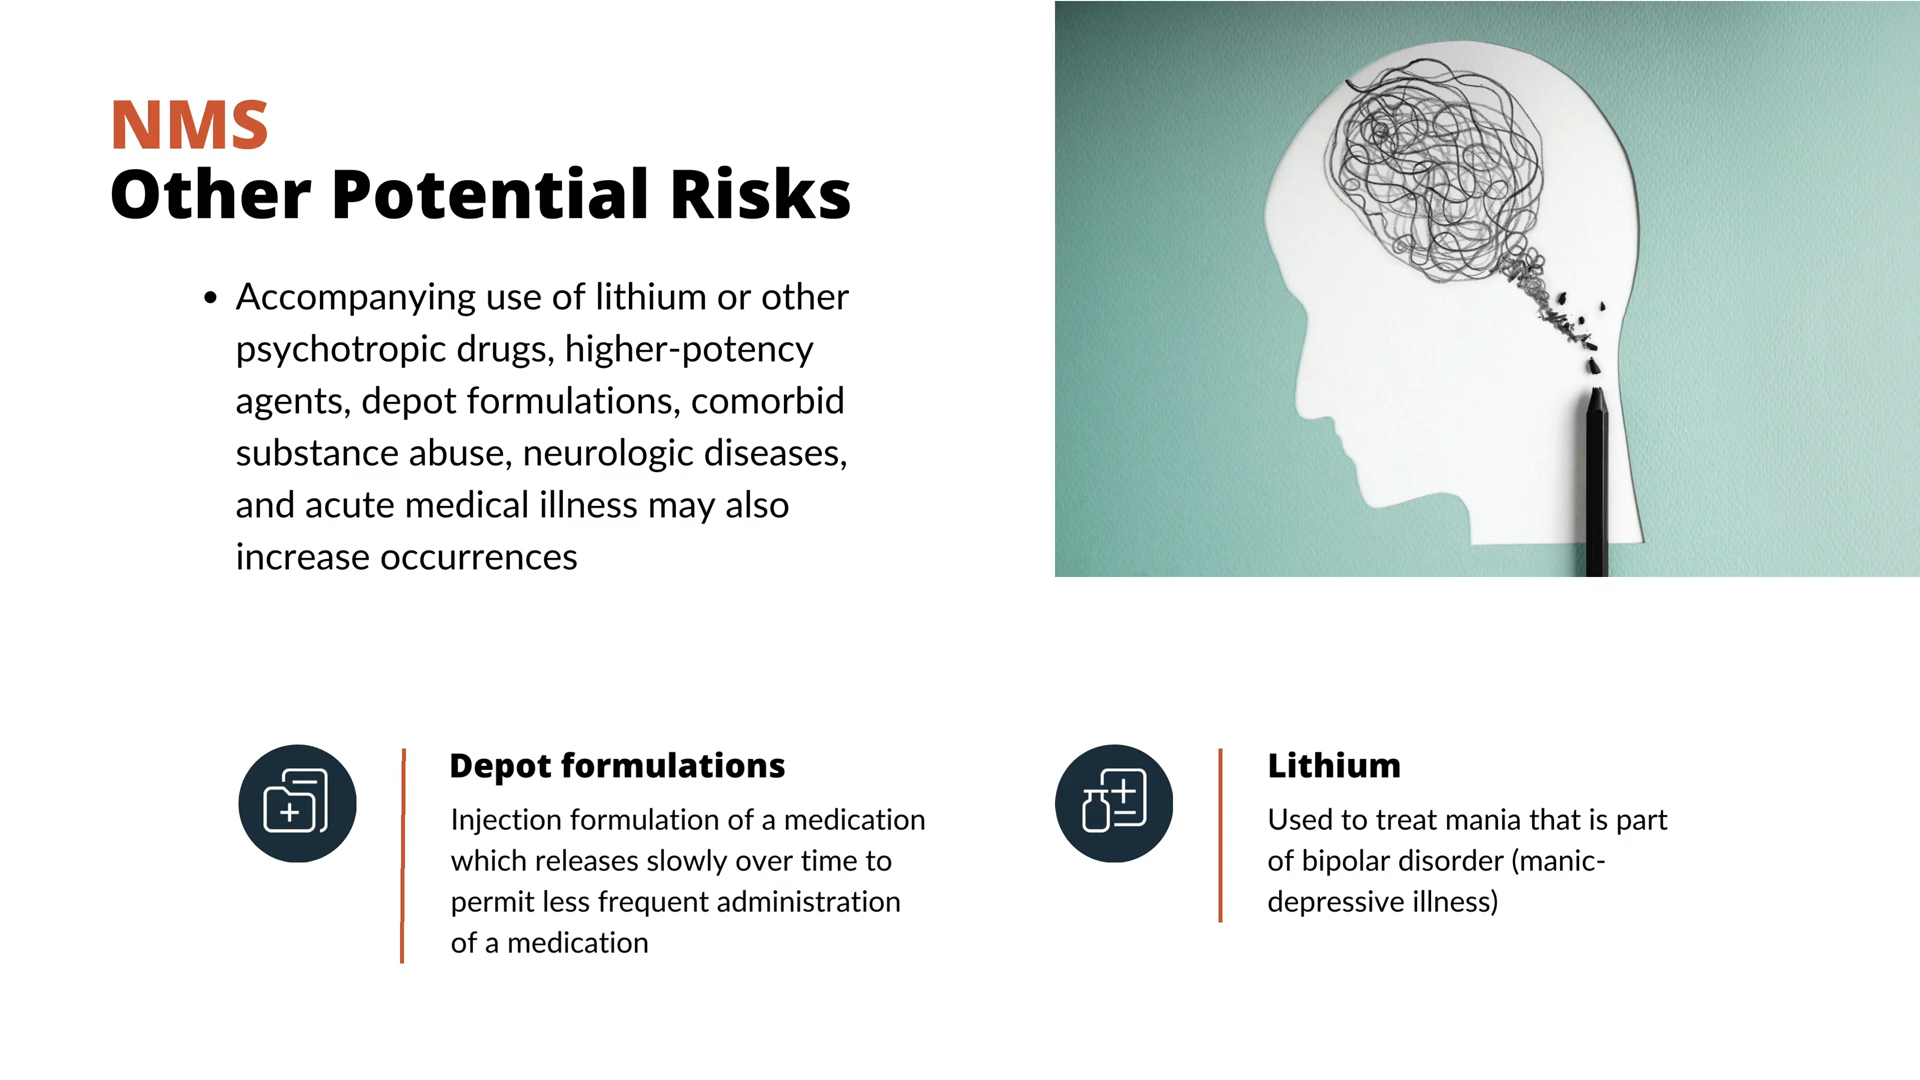 NMS
Other Potential Risks
• Accompanying use of lithium or other
psychotropic drugs, higher-potency
agents, depot formulations, comorbid
substance abuse, neurologic diseases,
and acute medical illness may also
increase occurrences
Depot formulations
Injection formulation of a medication
which releases slowly over time to
permit less frequent administration
of a medication
Lithium
Used to treat mania that is part
of bipolar disorder (manic-
depressive illness)